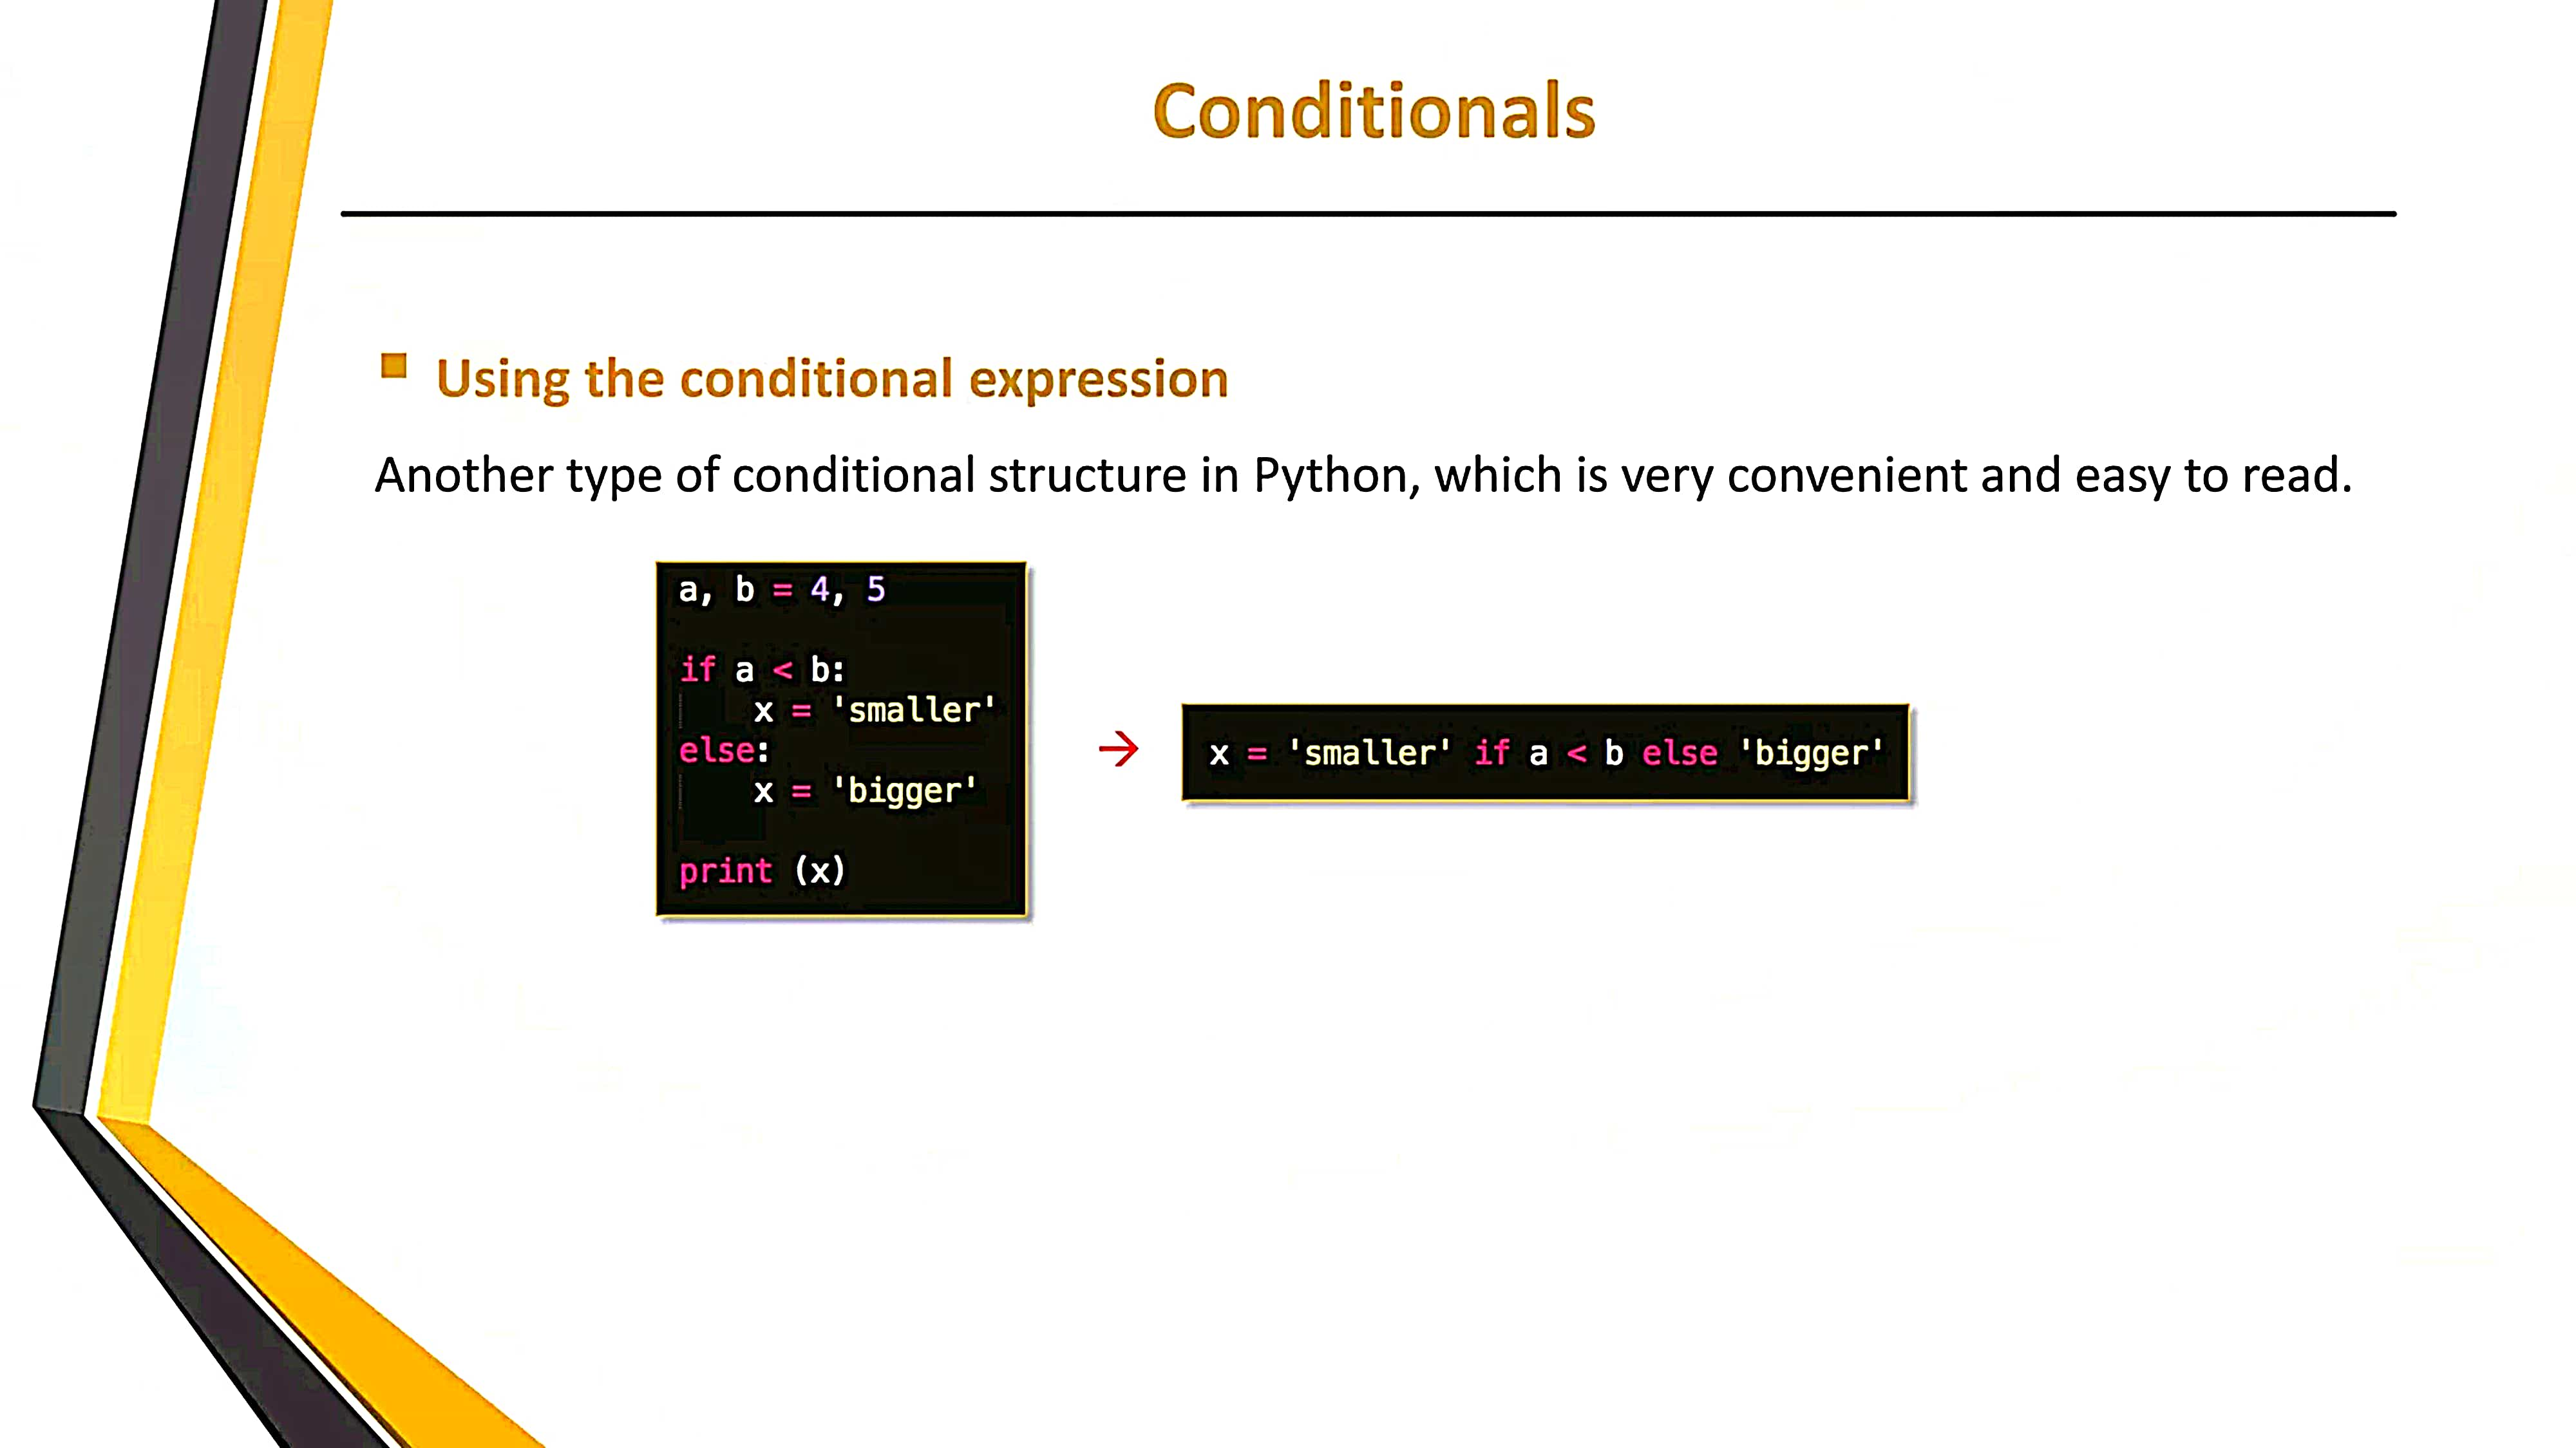 Conditionals
Using the conditional expression
Another type of conditional structure in Python, which is very convenient and easy to read.
a, b = 4, 5
if a < b:
    x = 'smaller'
else:
    x = 'bigger'
print (x)
→
x = 'smaller' if a < b else 'bigger'